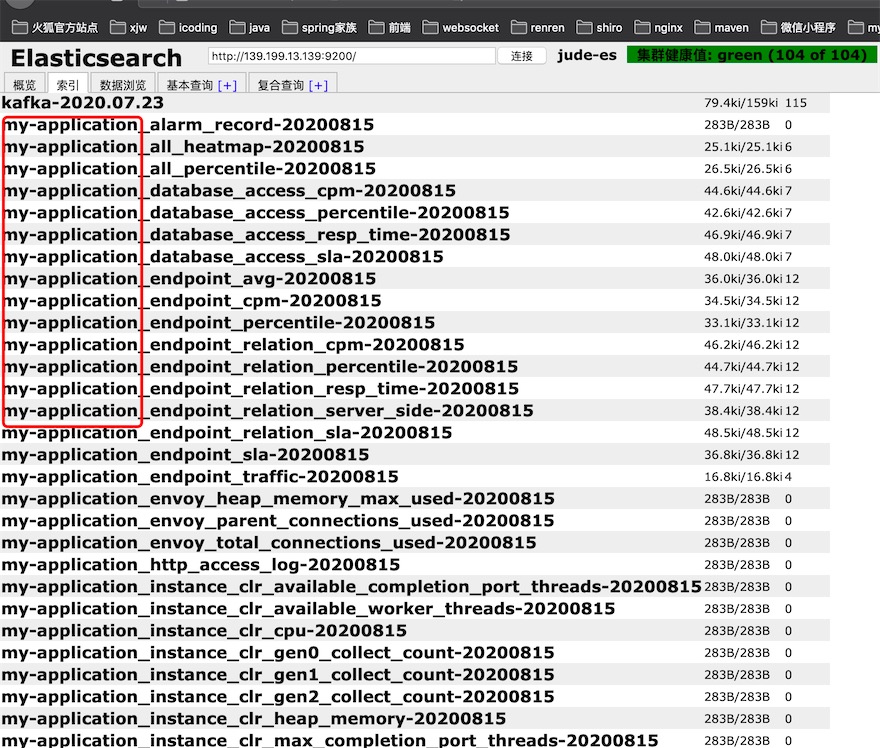 火狐官方站点 xjw icoding java spring家族 前端 websocket renren shiro nginx maven 微信小程序 my
Elasticsearch http://139.199.13.139:9200/ 连接 jude-es 集群健康值: green (104 of 104)
概览 索引 数据浏览 基本查询 [+] 复合查询 [+]
kafka-2020.07.23 79.4ki/159ki 115
my-application_alarm_record-20200815 283B/283B 0
my-application_all_heatmap-20200815 25.1ki/25.1ki 6
my-application_all_percentile-20200815 26.5ki/26.5ki 6
my-application_database_access_cpm-20200815 44.6ki/44.6ki 7
my-application_database_access_percentile-20200815 42.6ki/42.6ki 7
my-application_database_access_resp_time-20200815 46.9ki/46.9ki 7
my-application_database_access_sla-20200815 48.0ki/48.0ki 7
my-application_endpoint_avg-20200815 36.0ki/36.0ki 12
my-application_endpoint_cpm-20200815 34.5ki/34.5ki 12
my-application_endpoint_percentile-20200815 33.1ki/33.1ki 12
my-application_endpoint_relation_cpm-20200815 46.2ki/46.2ki 12
my-application_endpoint_relation_percentile-20200815 44.7ki/44.7ki 12
my-application_endpoint_relation_resp_time-20200815 47.7ki/47.7ki 12
my-application_endpoint_relation_server_side-20200815 38.4ki/38.4ki 12
my-application_endpoint_relation_sla-20200815 48.5ki/48.5ki 12
my-application_endpoint_sla-20200815 36.8ki/36.8ki 12
my-application_endpoint_traffic-20200815 16.8ki/16.8ki 4
my-application_envoy_heap_memory_max_used-20200815 283B/283B 0
my-application_envoy_parent_connections_used-20200815 283B/283B 0
my-application_envoy_total_connections_used-20200815 283B/283B 0
my-application_http_access_log-20200815 283B/283B 0
my-application_instance_clr_available_completion_port_threads-20200815 283B/283B 0
my-application_instance_clr_available_worker_threads-20200815 283B/283B 0
my-application_instance_clr_cpu-20200815 283B/283B 0
my-application_instance_clr_gen0_collect_count-20200815 283B/283B 0
my-application_instance_clr_gen1_collect_count-20200815 283B/283B 0
my-application_instance_clr_gen2_collect_count-20200815 283B/283B 0
my-application_instance_clr_heap_memory-20200815 283B/283B 0
my-application_instance_clr_max_completion_port_threads-20200815 283B/283B 0